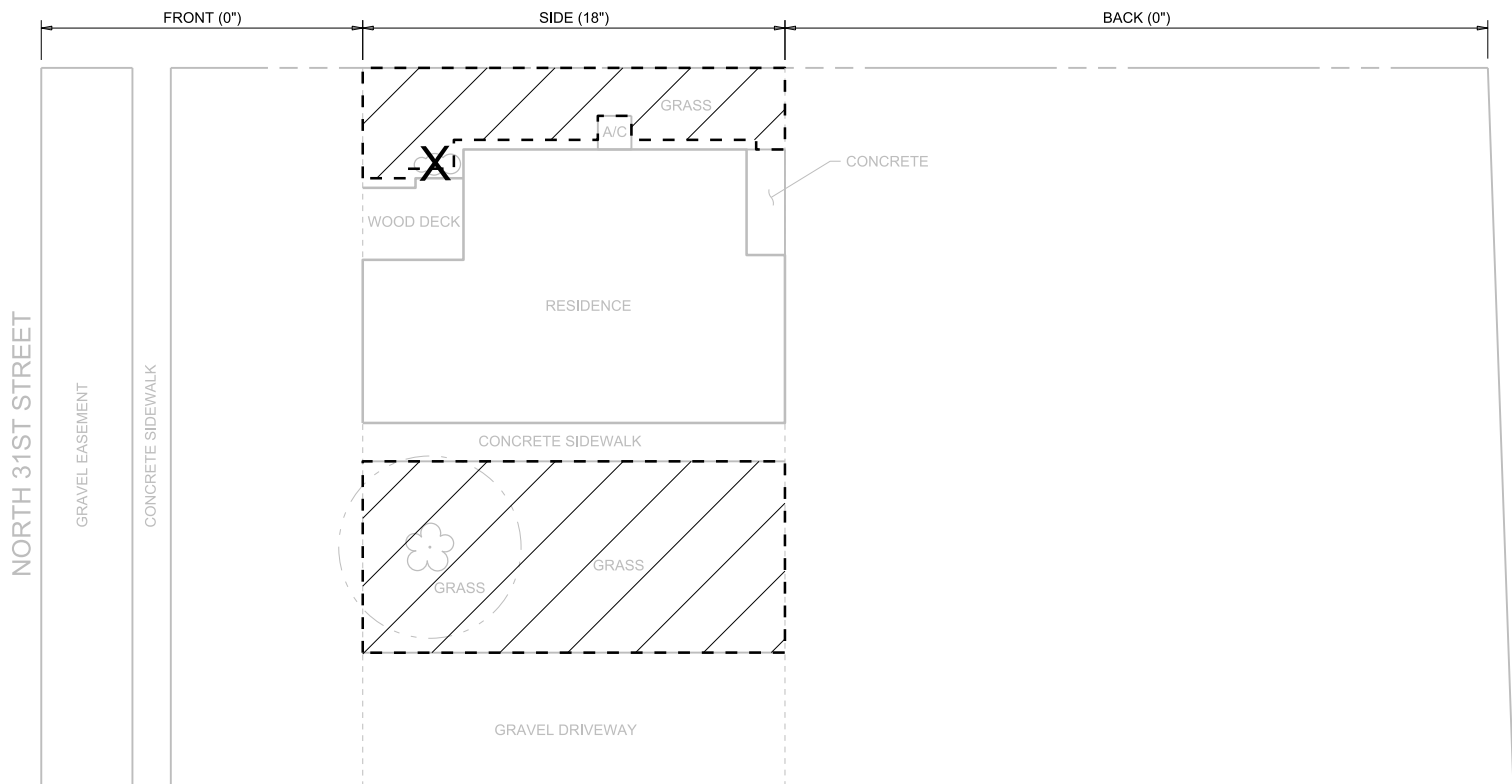 FRONT (0")
SIDE (18")
BACK (0")
GRASS
A/C
X
CONCRETE
WOOD DECK
RESIDENCE
NORTH 31ST STREET
GRAVEL EASEMENT
CONCRETE SIDEWALK
CONCRETE SIDEWALK
GRASS
GRASS
GRAVEL DRIVEWAY